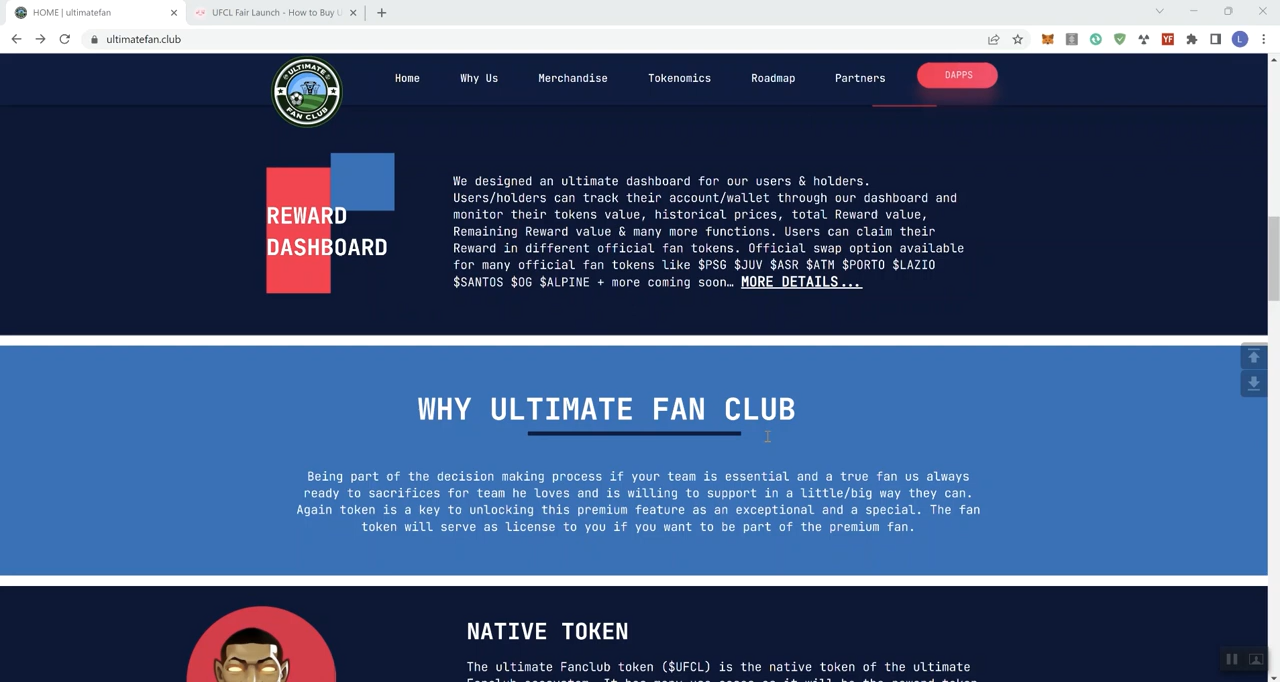 HOME | ultimatefan
UFCL Fair Launch - How to Buy U
ultimatefan.club
YF
L
ULTIMATE
FAN CLUB
Home
Why Us
Merchandise
Tokenomics
Roadmap
Partners
DAPPS
REWARD
DASHBOARD
We designed an ultimate dashboard for our users & holders.
Users/holders can track their account/wallet through our dashboard and
monitor their tokens value, historical prices, total Reward value,
Remaining Reward value & many more functions. Users can claim their
Reward in different official fan tokens. Official swap option available
for many official fan tokens like $PSG $JUV $ASR $ATM $PORTO $LAZIO
$SANTOS $OG $ALPINE + more coming soon… MORE DETAILS...
WHY ULTIMATE FAN CLUB
Being part of the decision making process if your team is essential and a true fan us always
ready to sacrifices for team he loves and is willing to support in a little/big way they can.
Again token is a key to unlocking this premium feature as an exceptional and a special. The fan
token will serve as license to you if you want to be part of the premium fan.
NATIVE TOKEN
The ultimate Fanclub token ($UFCL) is the native token of the ultimate